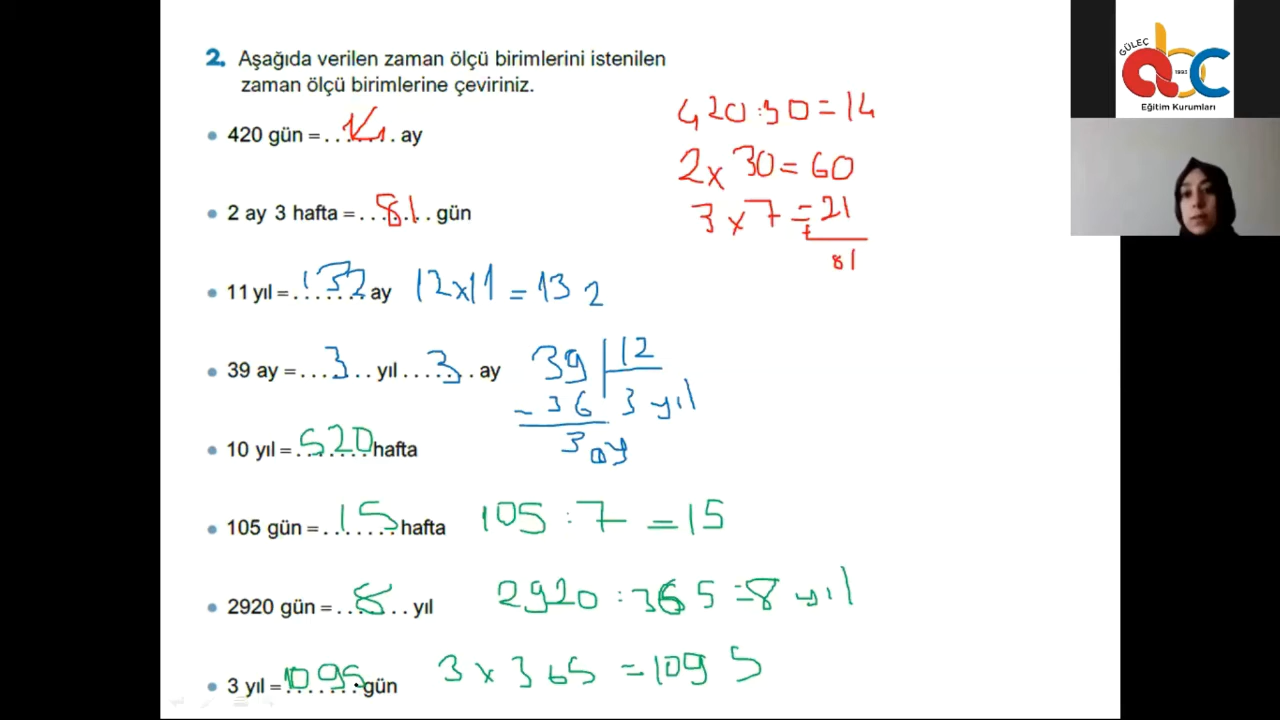 2. Aşağıda verilen zaman ölçü birimlerini istenilen
zaman ölçü birimlerine çeviriniz.
• 420 gün = 14 ay
• 2 ay 3 hafta = 81 gün
• 11 yıl = 132 ay 12x11 = 132
• 39 ay = 3 yıl 3 ay
• 10 yıl = 520 hafta
• 105 gün = 15 hafta 105 : 7 = 15
• 2920 gün = 8 yıl 2920 : 365 = 8 yıl
• 3 yıl = 1095 gün 3 x 365 = 1095
420 : 30 = 14
2 x 30 = 60
3 x 7 = 21
+
81
39 12
- 36 3 yıl
3 ay
GÜLEÇ
abc
1993
Eğitim Kurumları